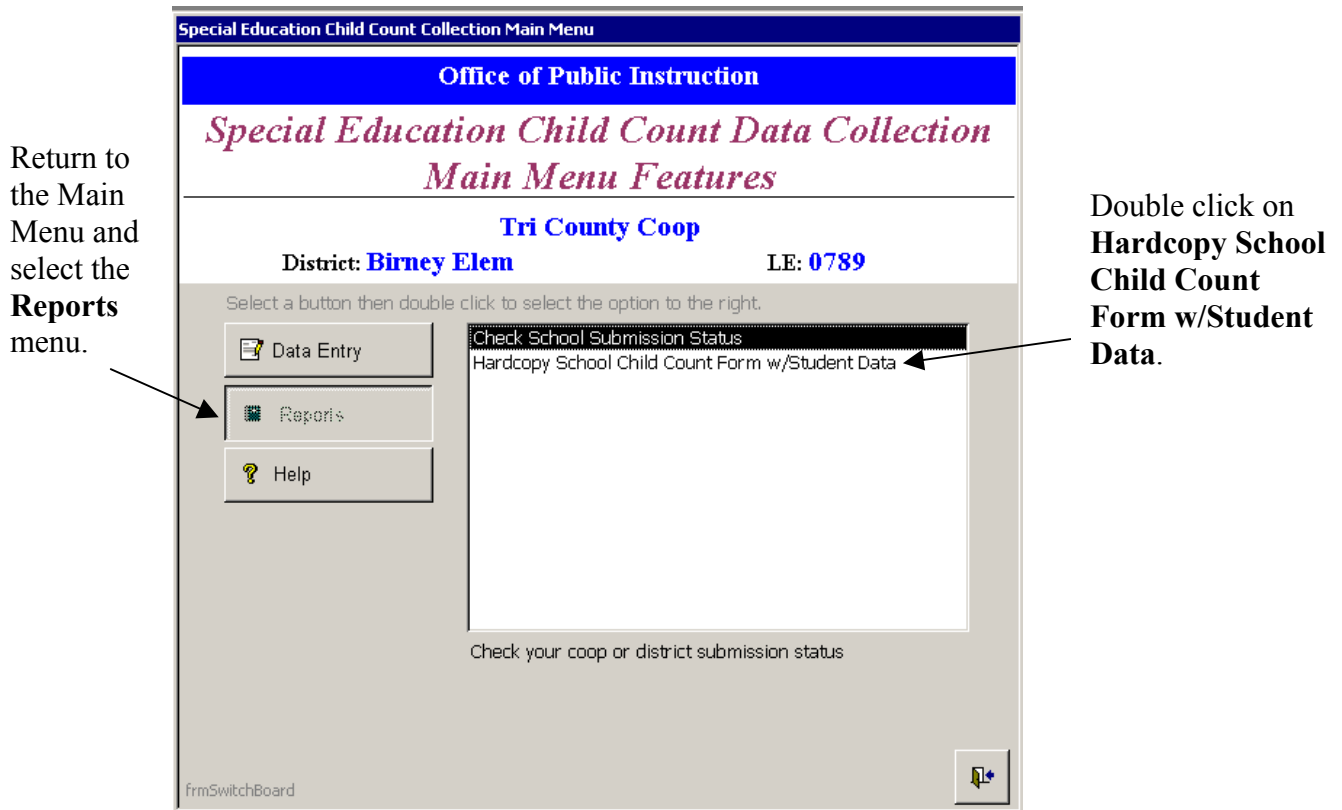 Special Education Child Count Collection Main Menu
Office of Public Instruction
Special Education Child Count Data Collection
Main Menu Features
Tri County Coop
District: Birney Elem LE: 0789
Select a button then double click to select the option to the right.
Data Entry
Reports
Help
Check School Submission Status
Hardcopy School Child Count Form w/Student Data
Check your coop or district submission status
frmSwitchBoard
Return to
the Main
Menu and
select the
Reports
menu.
Double click on
Hardcopy School
Child Count
Form w/Student
Data.